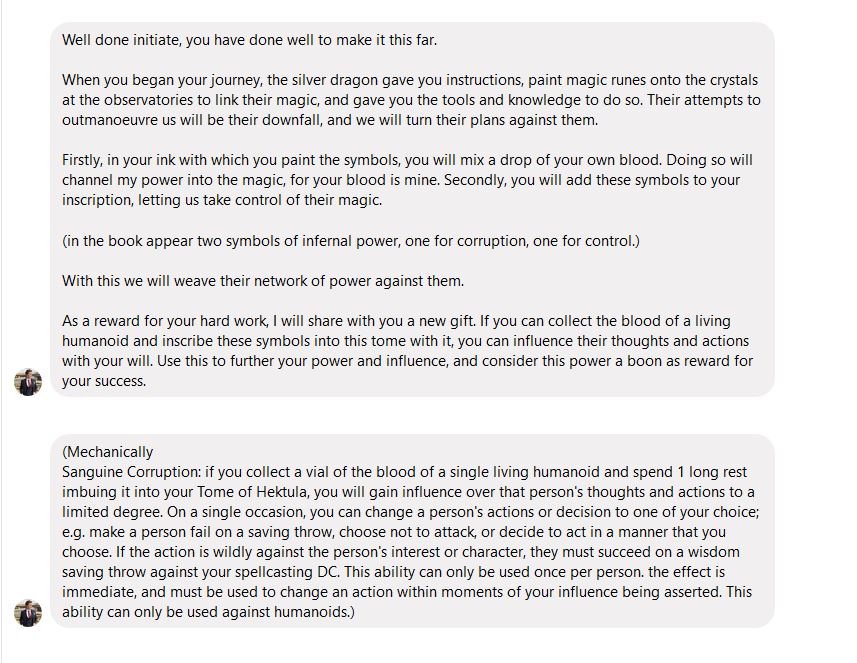 Well done initiate, you have done well to make it this far.
When you began your journey, the silver dragon gave you instructions, paint magic runes onto the crystals
at the observatories to link their magic, and gave you the tools and knowledge to do so. Their attempts to
outmanoeuvre us will be their downfall, and we will turn their plans against them.
Firstly, in your ink with which you paint the symbols, you will mix a drop of your own blood. Doing so will
channel my power into the magic, for your blood is mine. Secondly, you will add these symbols to your
inscription, letting us take control of their magic.
(in the book appear two symbols of infernal power, one for corruption, one for control.)
With this we will weave their network of power against them.
As a reward for your hard work, I will share with you a new gift. If you can collect the blood of a living
humanoid and inscribe these symbols into this tome with it, you can influence their thoughts and actions
with your will. Use this to further your power and influence, and consider this power a boon as reward for
your success.
(Mechanically
Sanguine Corruption: if you collect a vial of the blood of a single living humanoid and spend 1 long rest
imbuing it into your Tome of Hektula, you will gain influence over that person's thoughts and actions to a
limited degree. On a single occasion, you can change a person's actions or decision to one of your choice;
e.g. make a person fail on a saving throw, choose not to attack, or decide to act in a manner that you
choose. If the action is wildly against the person's interest or character, they must succeed on a wisdom
saving throw against your spellcasting DC. This ability can only be used once per person. the effect is
immediate, and must be used to change an action within moments of your influence being asserted. This
ability can only be used against humanoids.)